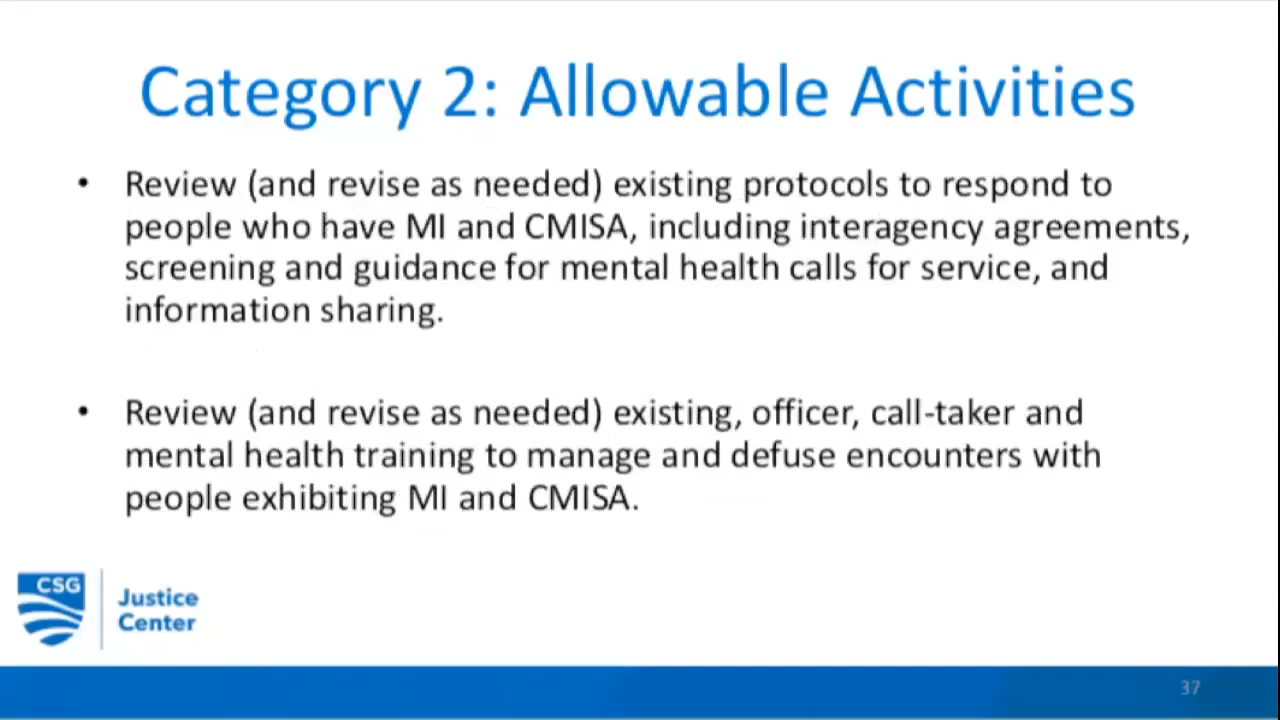 Category 2: Allowable Activities
• Review (and revise as needed) existing protocols to respond to
people who have MI and CMISA, including interagency agreements,
screening and guidance for mental health calls for service, and
information sharing.
• Review (and revise as needed) existing, officer, call-taker and
mental health training to manage and defuse encounters with
people exhibiting MI and CMISA.
CSG
Justice
Center
37